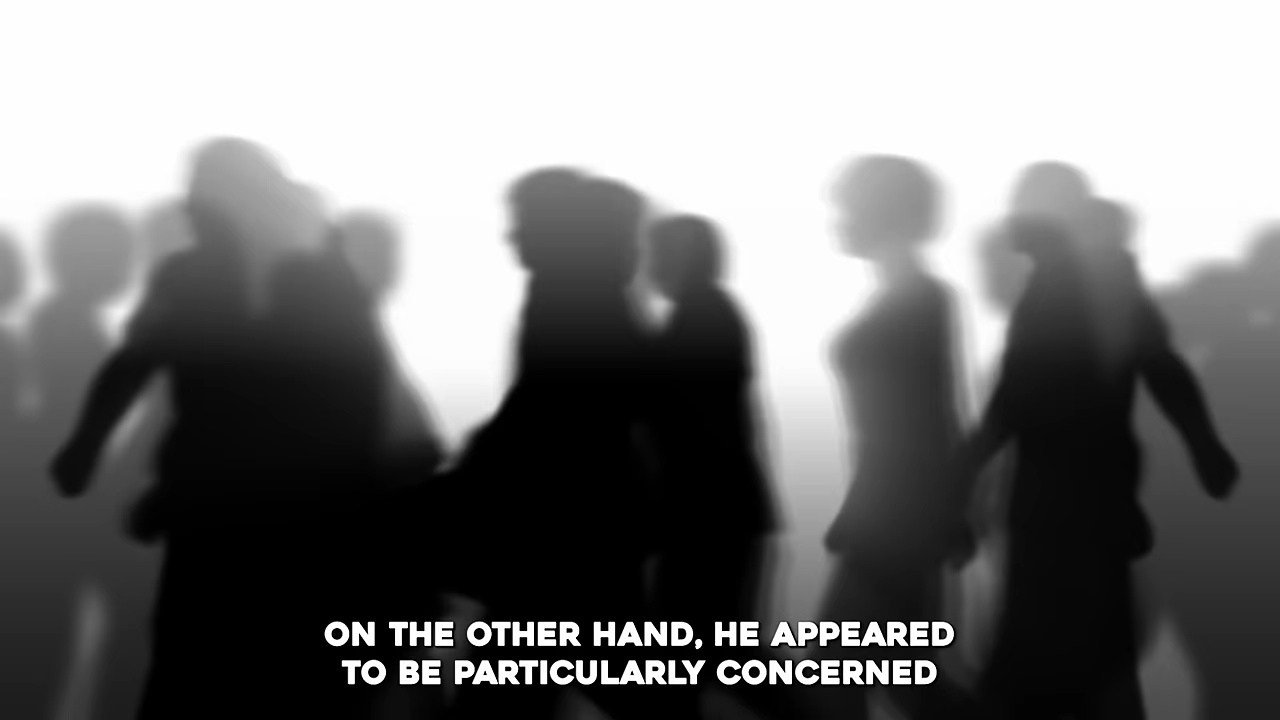 ON THE OTHER HAND, HE APPEARED
TO BE PARTICULARLY CONCERNED